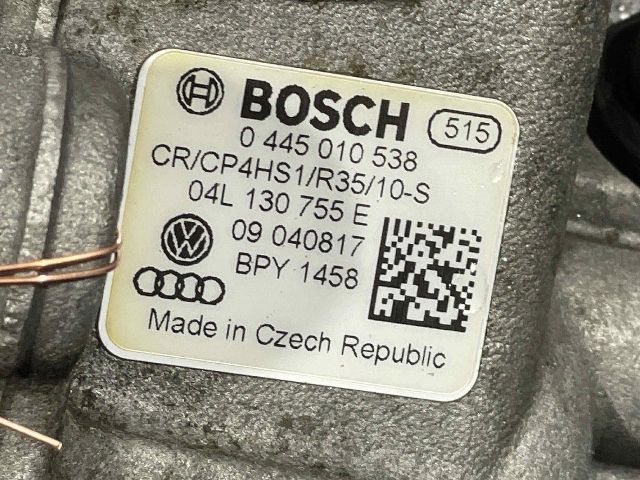 BOSCH 515
0 445 010 538
CR/CP4HS1/R35/10-S
04L 130 755 E
09 040817
BPY 1458
Made in Czech Republic